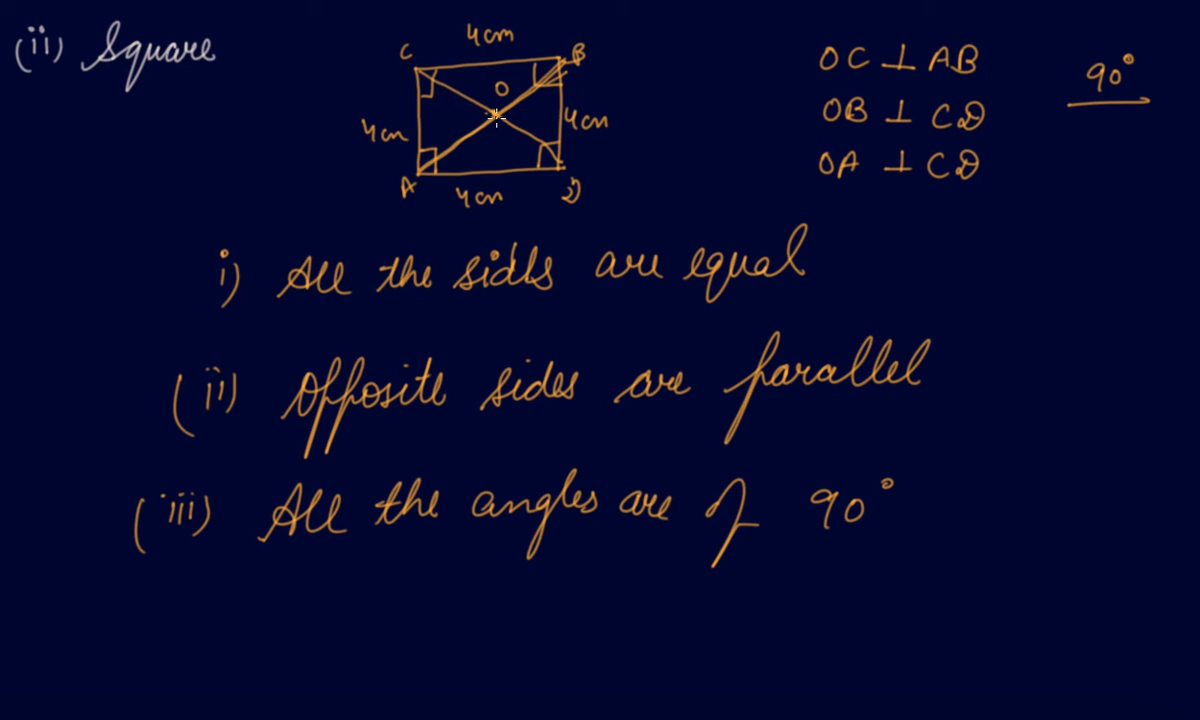 (ii) Square
4cm
C
B
O
4cm
4cm
A
4cm
D
OC ⊥ AB
OB ⊥ CD
OA ⊥ CD
90°
i) All the sides are equal
(ii) Opposite sides are parallel
(iii) All the angles are of 90°